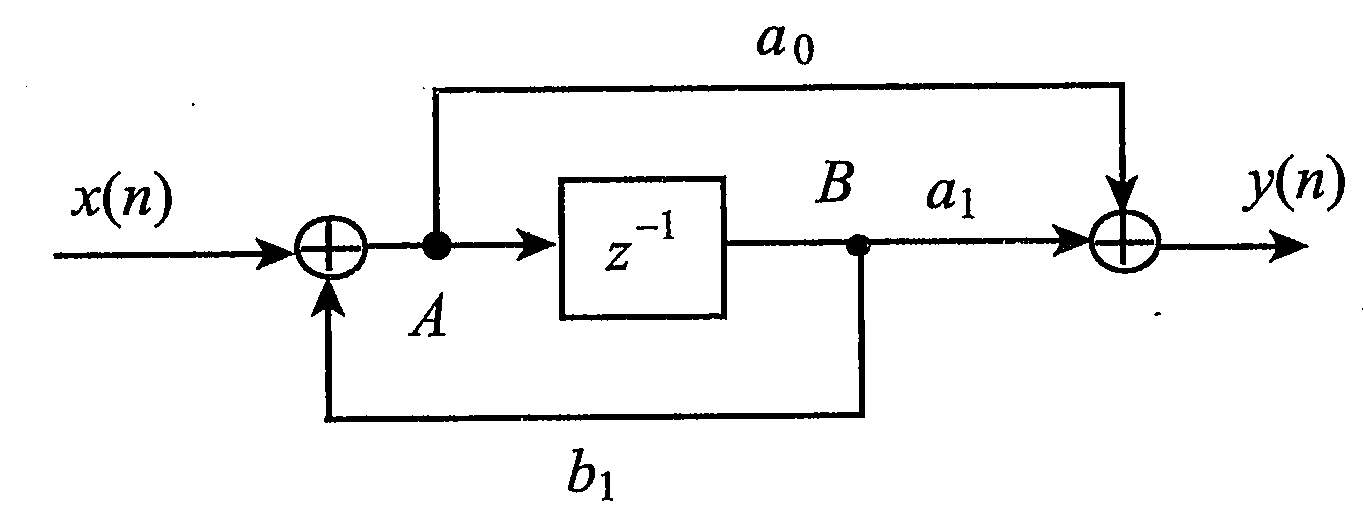 a₀
x(n)
z⁻¹
B
a₁
y(n)
A
b₁